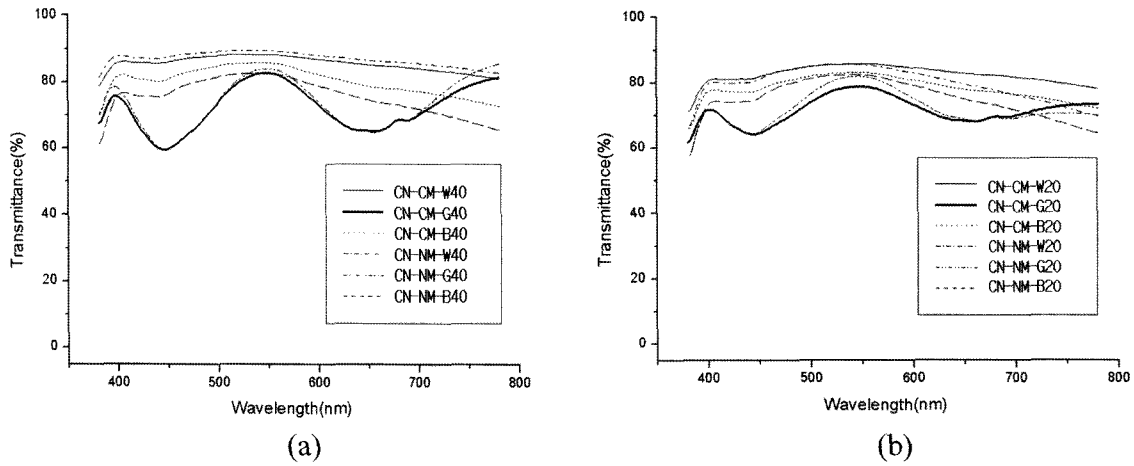 100
80
60
40
20
0
Transmittance(%)
CN-CM-W40
CN-CM-G40
CN-CM-B40
CN-NM-W40
CN-NM-G40
CN-NM-B40
400 500 600 700 800
Wavelength(nm)
(a)
100
80
60
40
20
0
Transmittance(%)
CN-CM-W20
CN-CM-G20
CN-CM-B20
CN-NM-W20
CN-NM-G20
CN-NM-B20
400 500 600 700 800
Wavelength(nm)
(b)